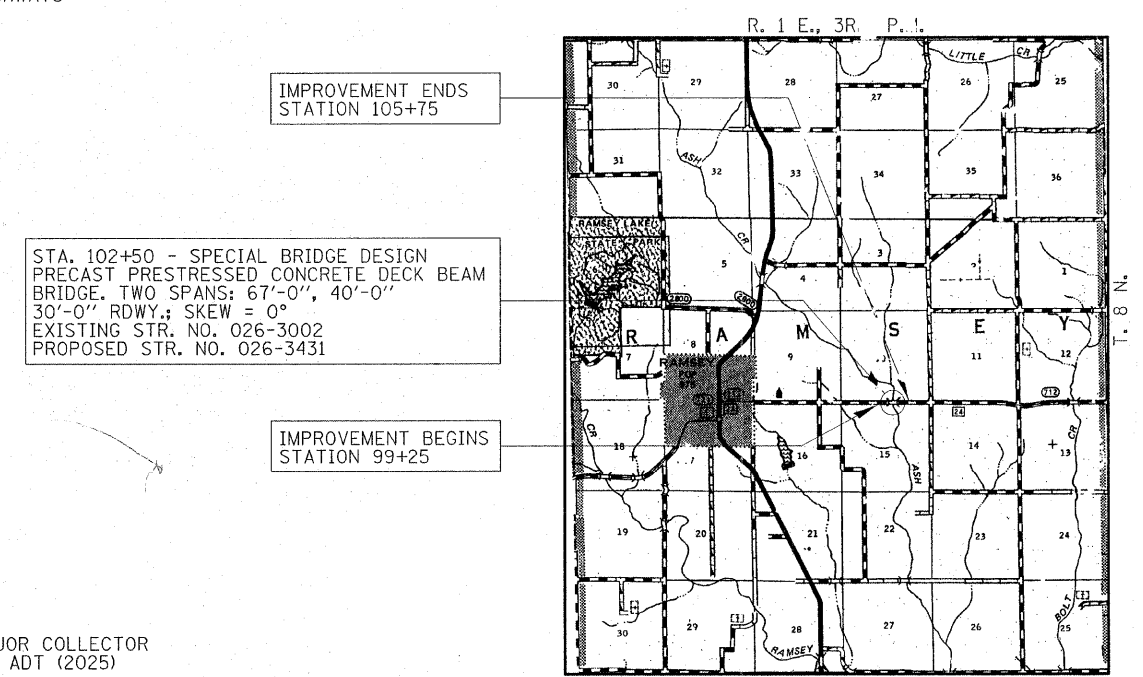 R. 1 E., 3R. P.
IMPROVEMENT ENDS
STATION 105+75
STA. 102+50 - SPECIAL BRIDGE DESIGN
PRECAST PRESTRESSED CONCRETE DECK BEAM
BRIDGE. TWO SPANS: 67'-0", 40'-0"
30'-0" RDWY.; SKEW = 0°
EXISTING STR. NO. 026-3002
PROPOSED STR. NO. 026-3431
IMPROVEMENT BEGINS
STATION 99+25
JOR COLLECTOR
ADT (2025)
LITTLE CR
30 29 28 27 26 25
31 32 33 34 35 36
ASH CR
RAMSEY LAKE
STATE PARK
5 4 3 1
2800 2800
R A M S E Y
7 8 9 11 12
RAMSEY
POP
712
24
CR
18 16 15 14 13
ASH
CR
19 20 21 22 23 24
30 29 28 27 26 25
RAMSEY
BOLT
T. 8 N.